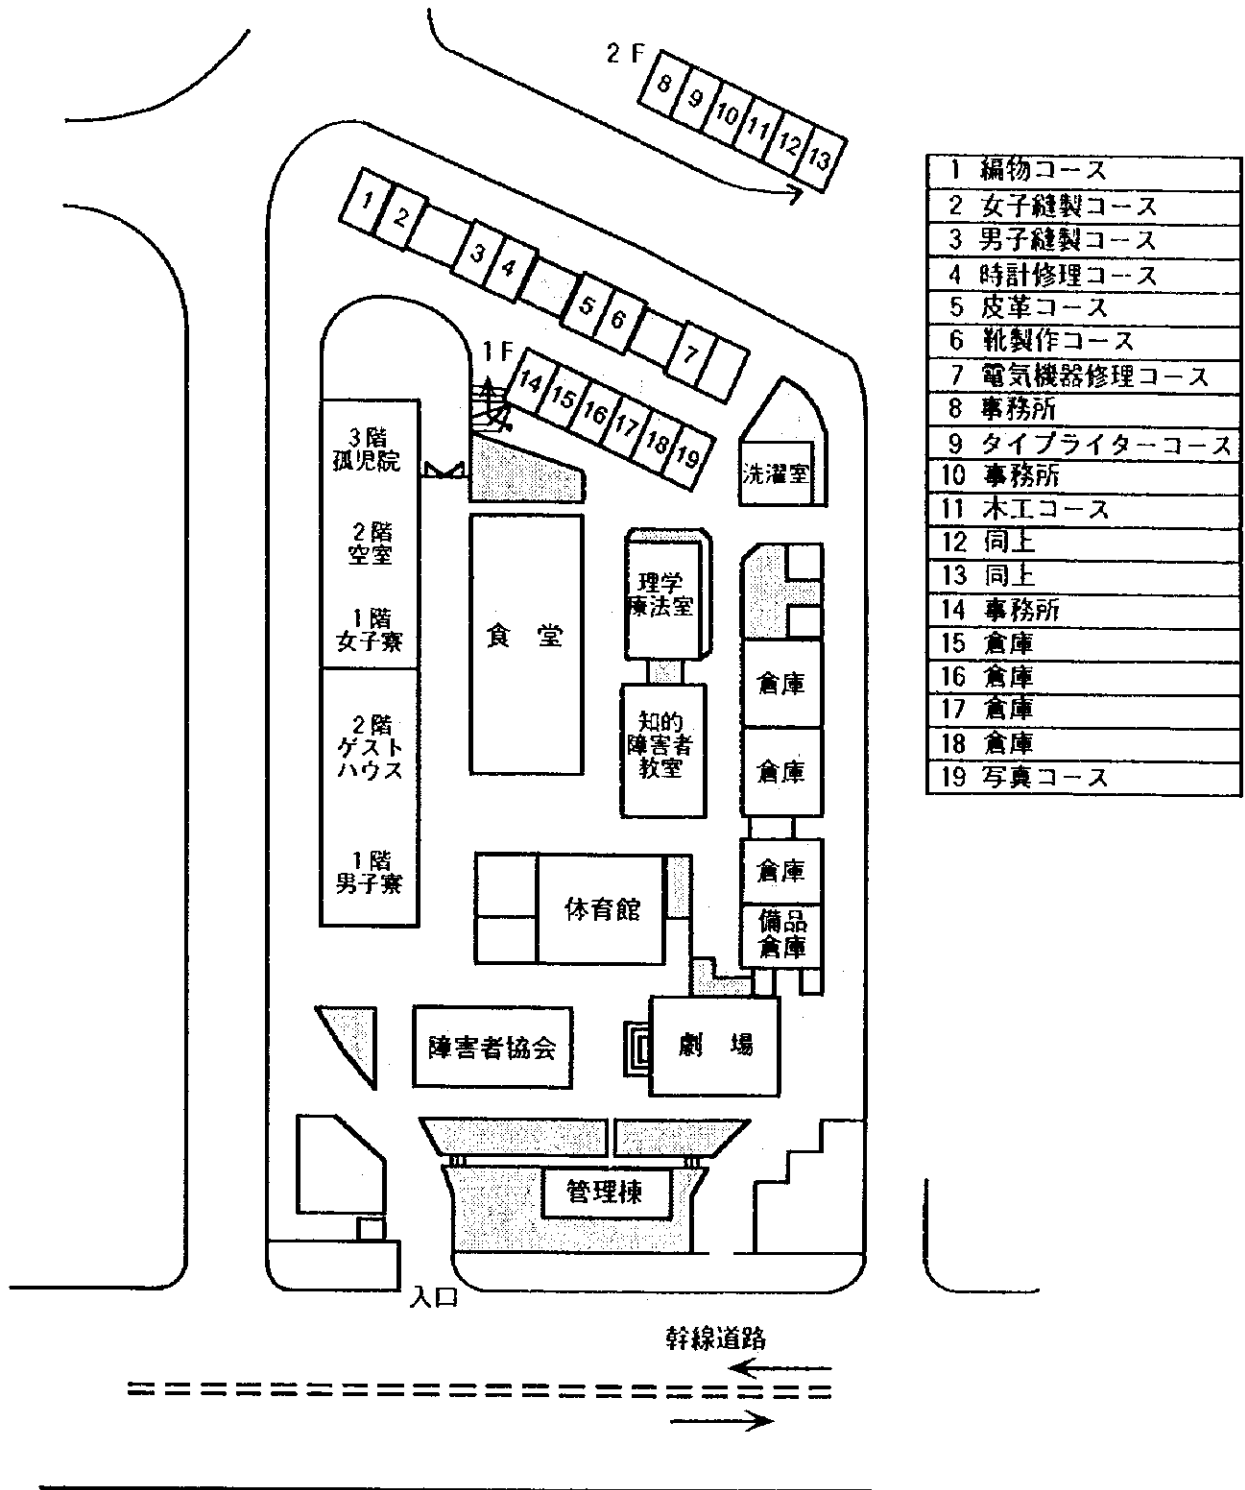 2 F
8 9 10 11 12 13
1 2 3 4 5 6 7
1 F
14 15 16 17 18 19
3階
孤児院
2階
空室
1階
女子寮
2階
ゲスト
ハウス
1階
男子寮
食 堂
洗濯室
理学
療法室
知的
障害者
教室
倉庫
倉庫
倉庫
備品
倉庫
体育館
障害者協会
劇 場
管理棟
入口
幹線道路
1 編物コース
2 女子縫製コース
3 男子縫製コース
4 時計修理コース
5 皮革コース
6 靴製作コース
7 電気機器修理コース
8 事務所
9 タイプライターコース
10 事務所
11 木工コース
12 同上
13 同上
14 事務所
15 倉庫
16 倉庫
17 倉庫
18 倉庫
19 写真コース